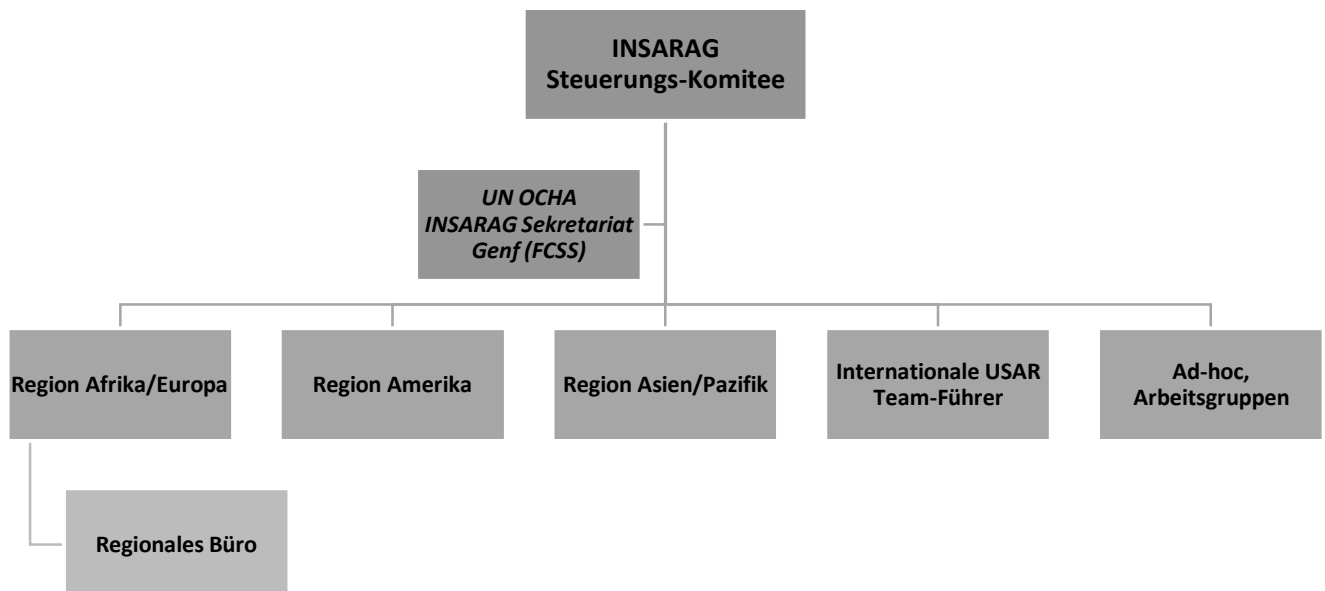 INSARAG
Steuerungs-Komitee
UN OCHA
INSARAG Sekretariat
Genf (FCSS)
Region Afrika/Europa
Region Amerika
Region Asien/Pazifik
Internationale USAR
Team-Führer
Ad-hoc,
Arbeitsgruppen
Regionales Büro